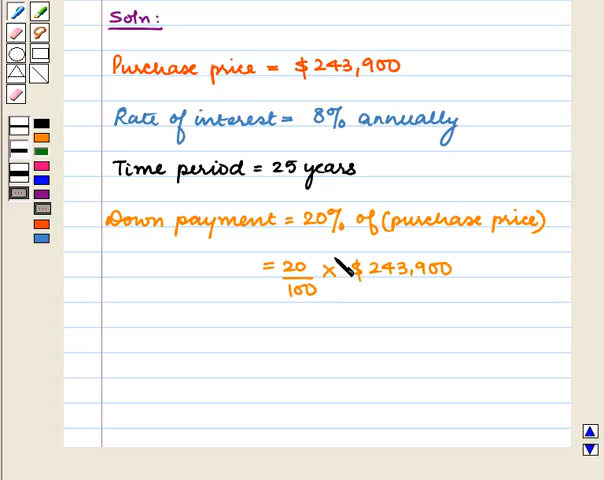 Soln:
Purchase price = $243,900
Rate of interest = 8% annually
Time period = 25 years
Down payment = 20% of (purchase price)
= 20/100 × $243,900